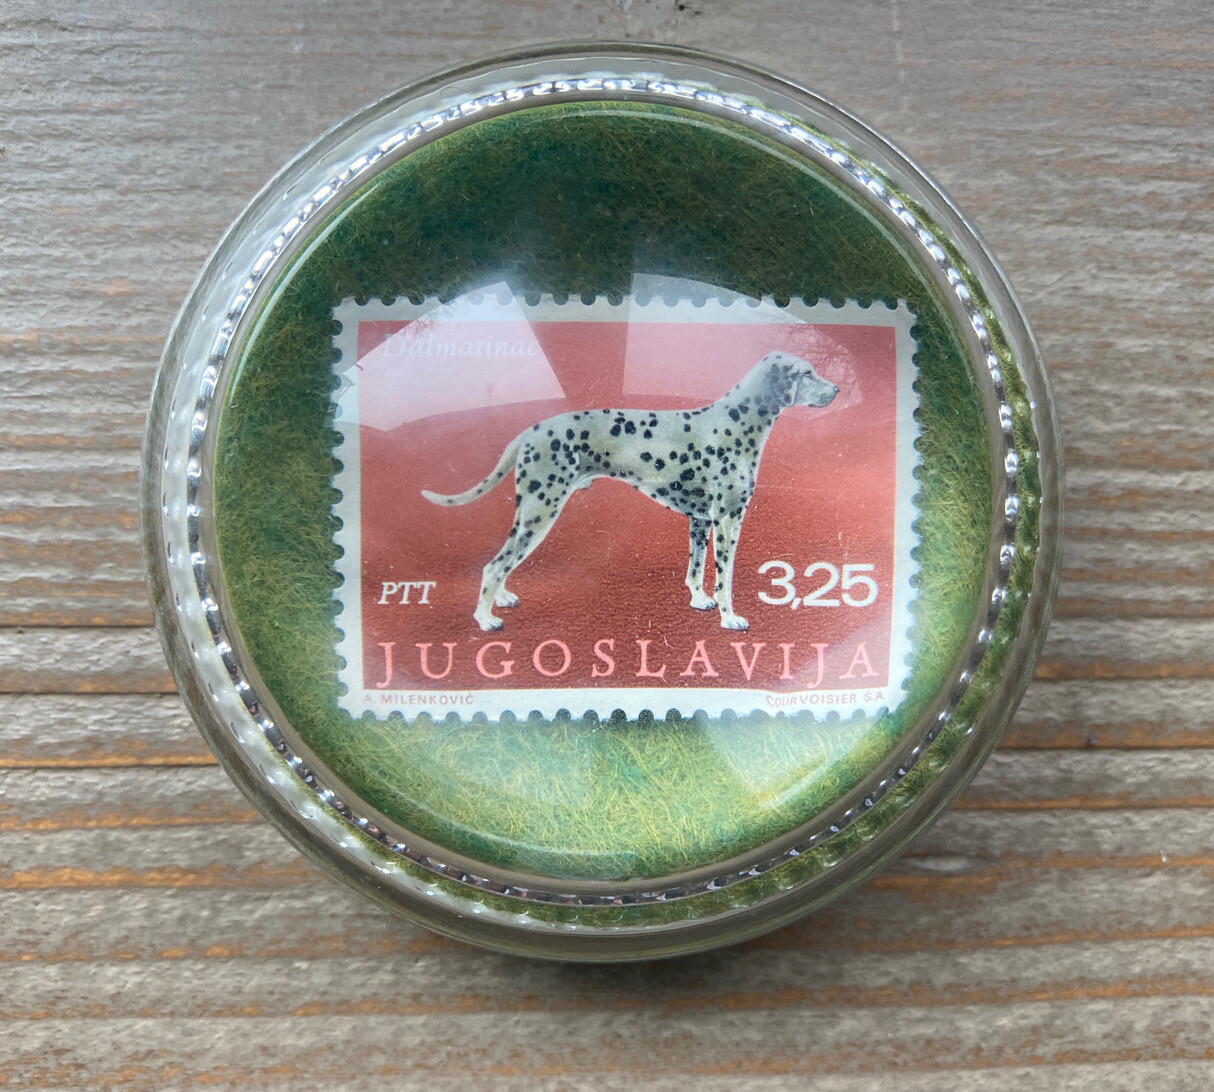 Dalmatinac
PTT
3,25
JUGOSLAVIJA
A. MILENKOVIĆ
COURVOISIER S.A.